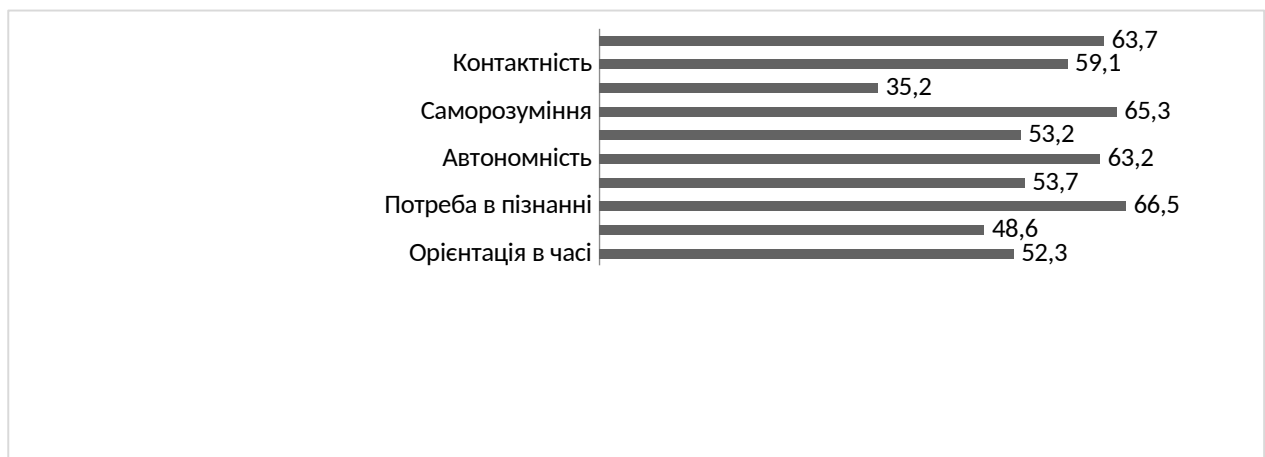 63,7
Контактність 59,1
35,2
Саморозуміння 65,3
53,2
Автономність 63,2
53,7
Потреба в пізнанні 66,5
48,6
Орієнтація в часі 52,3